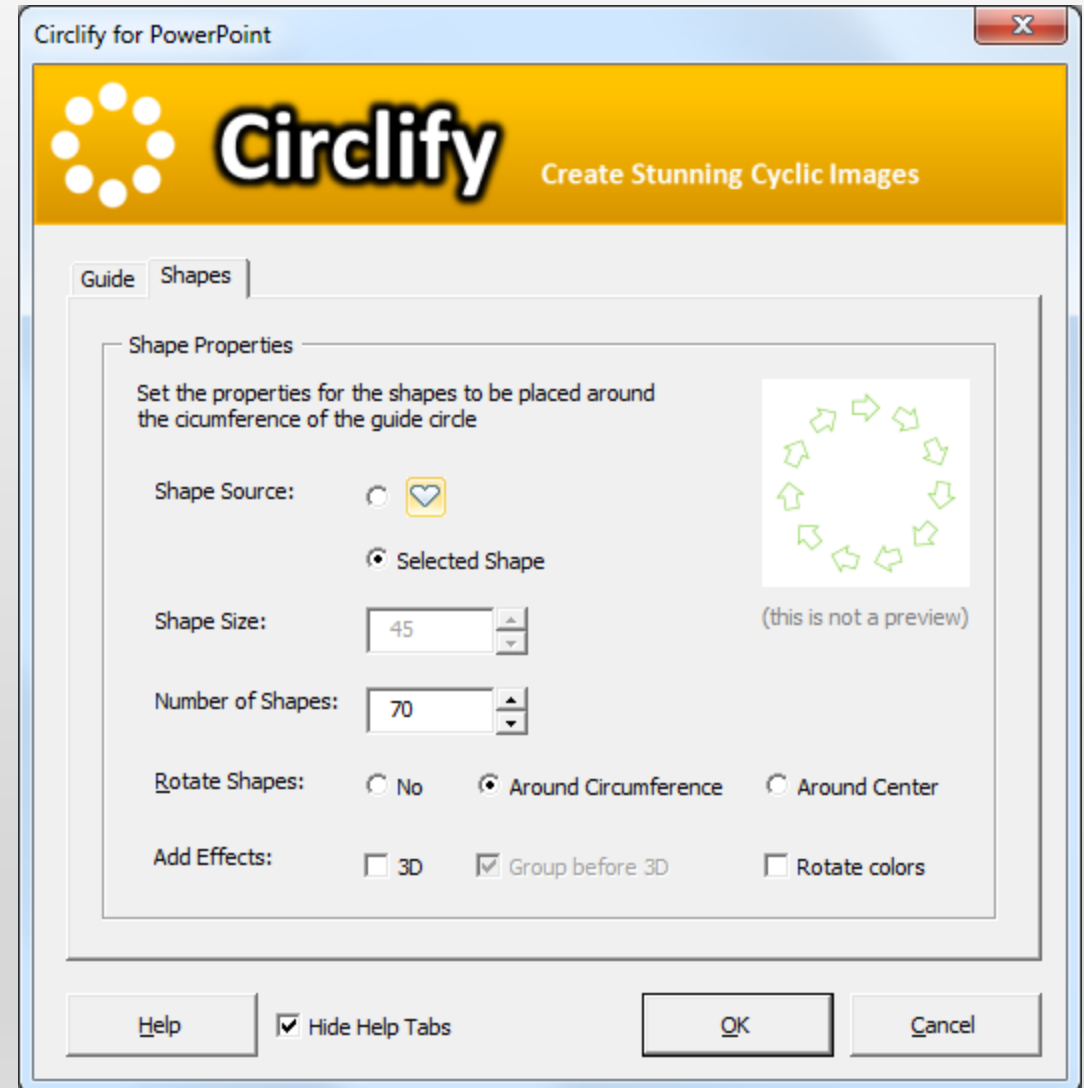 Circlify for PowerPoint
Circlify
Create Stunning Cyclic Images
Guide
Shapes
Shape Properties
Set the properties for the shapes to be placed around
the cicumference of the guide circle
Shape Source:
Selected Shape
(this is not a preview)
Shape Size:
45
Number of Shapes:
70
Rotate Shapes:
No
Around Circumference
Around Center
Add Effects:
3D
Group before 3D
Rotate colors
Help
Hide Help Tabs
OK
Cancel